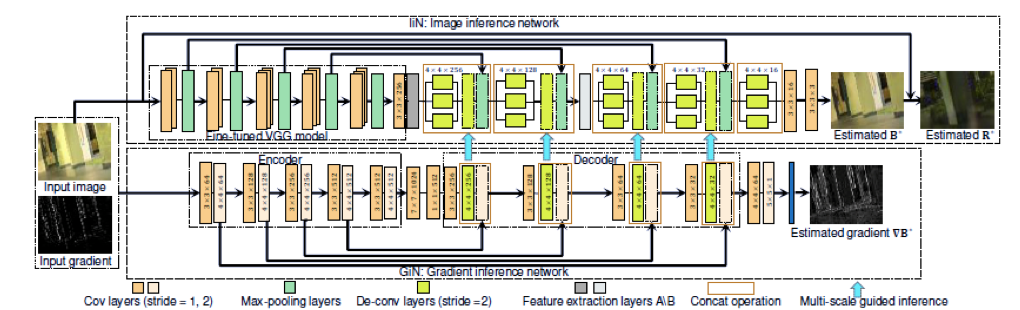 IiN: Image inference network
4×4×256
4×4×128
4×4×64
4×4×32
4×4×16
3×3×256
3×3×16
3×3×3
Fine-tuned VGG model
Estimated B*
Estimated R*
Input image
Input gradient
Encoder
Decoder
3×3×64
4×4×64
3×3×128
4×4×128
3×3×256
4×4×256
3×3×512
4×4×512
3×3×512
4×4×512
7×7×1024
1×1×512
3×3×256
4×4×256
3×3×128
4×4×128
3×3×64
4×4×64
3×3×32
4×4×32
4×4×64
5×5×1
Estimated gradient ∇B*
GiN: Gradient inference network
Cov layers (stride = 1, 2)
Max-pooling layers
De-conv layers (stride =2)
Feature extraction layers A\B
Concat operation
Multi-scale guided inference